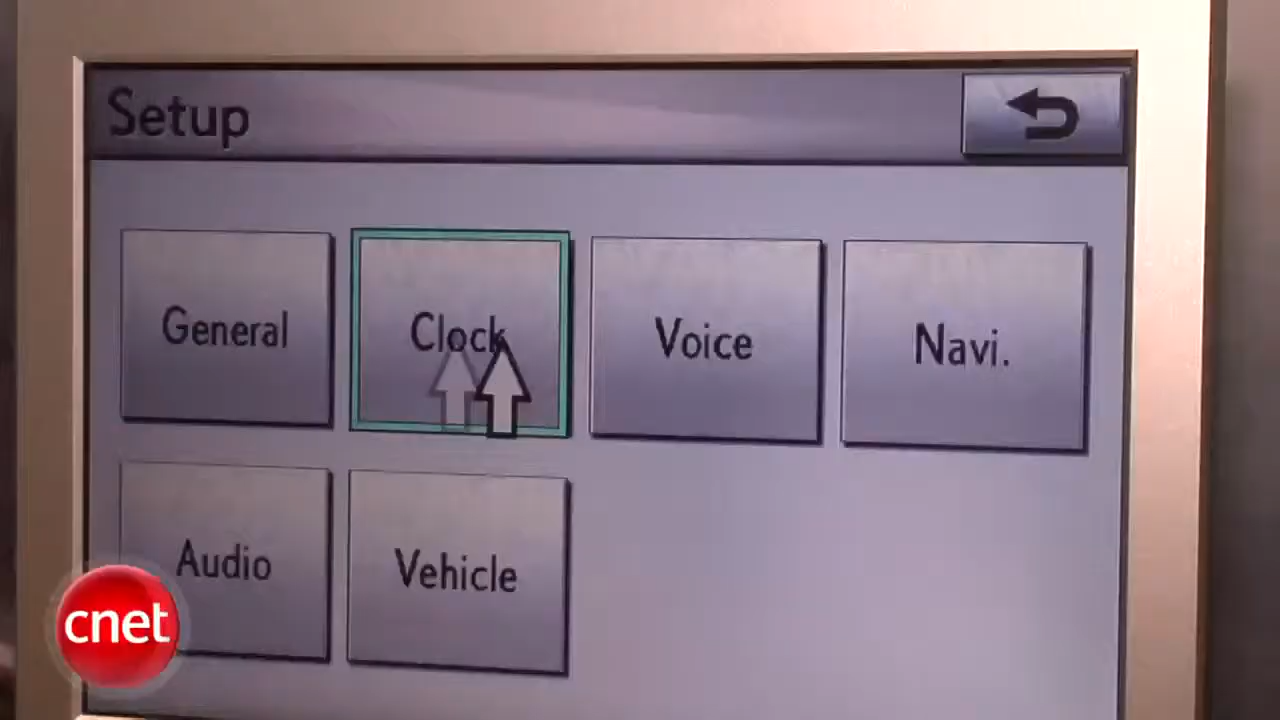 Setup
General
Clock
Voice
Navi.
Audio
Vehicle
cnet